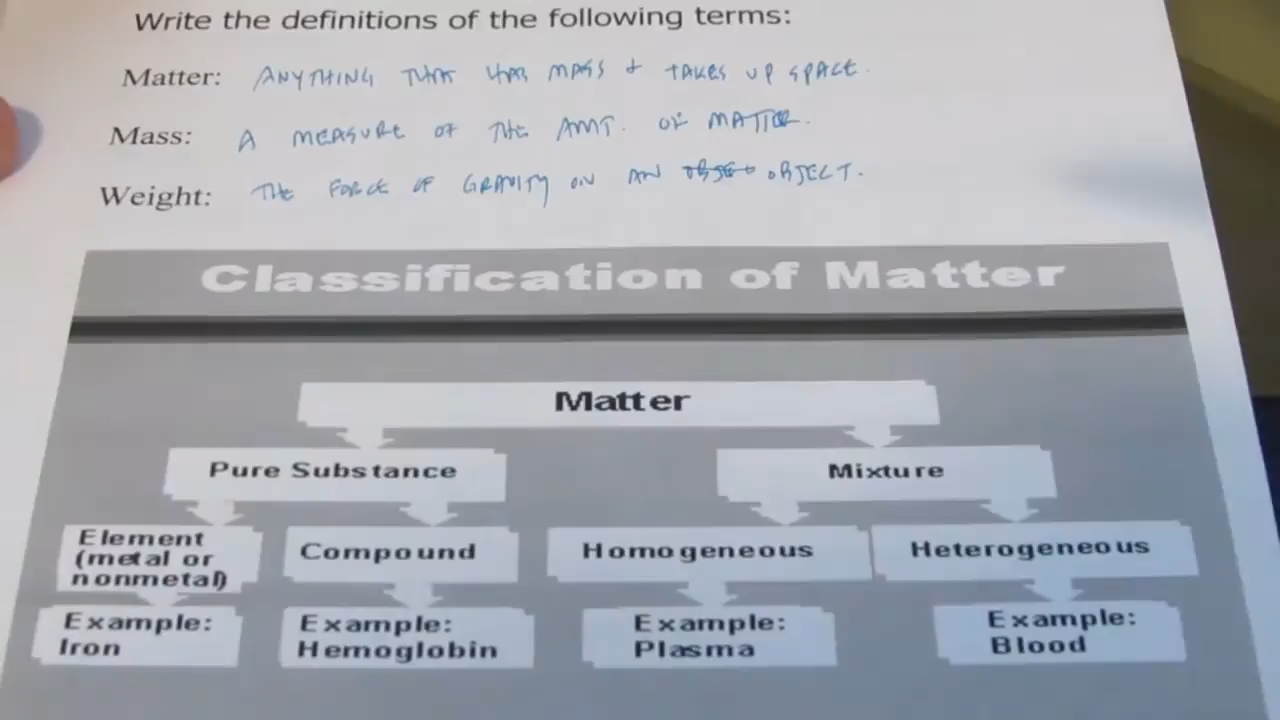 Write the definitions of the following terms:
Matter: ANYTHING THAT HAS MASS & TAKES UP SPACE.
Mass: A MEASURE OF THE AMT. OF MATTER.
Weight: THE FORCE OF GRAVITY ON AN OBJECT.
Classification of Matter
Matter
Pure Substance Mixture
Element Compound Homogeneous Heterogeneous
(metal or
nonmetal)
Example: Example: Example: Example:
Iron Hemoglobin Plasma Blood